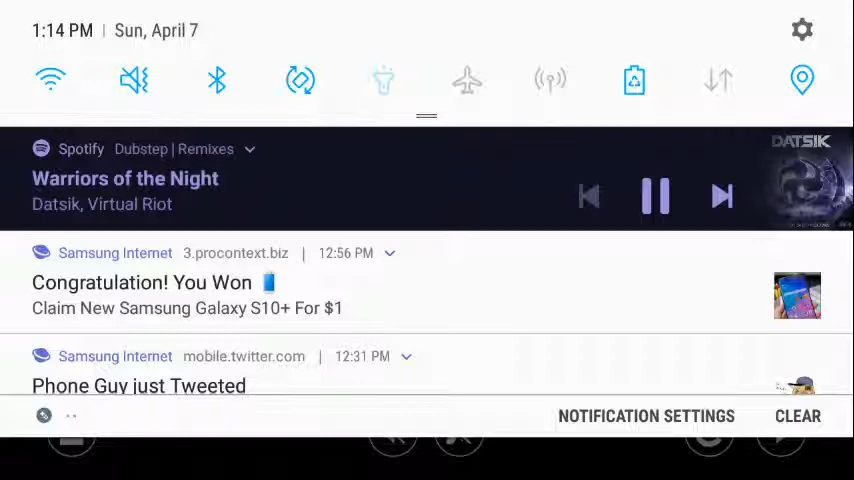 1:14 PM | Sun, April 7
Spotify Dubstep | Remixes
DATSIK
Warriors of the Night
Datsik, Virtual Riot
Samsung Internet 3.procontext.biz | 12:56 PM
Congratulation! You Won
Claim New Samsung Galaxy S10+ For $1
Samsung Internet mobile.twitter.com | 12:31 PM
Phone Guy just Tweeted
NOTIFICATION SETTINGS CLEAR